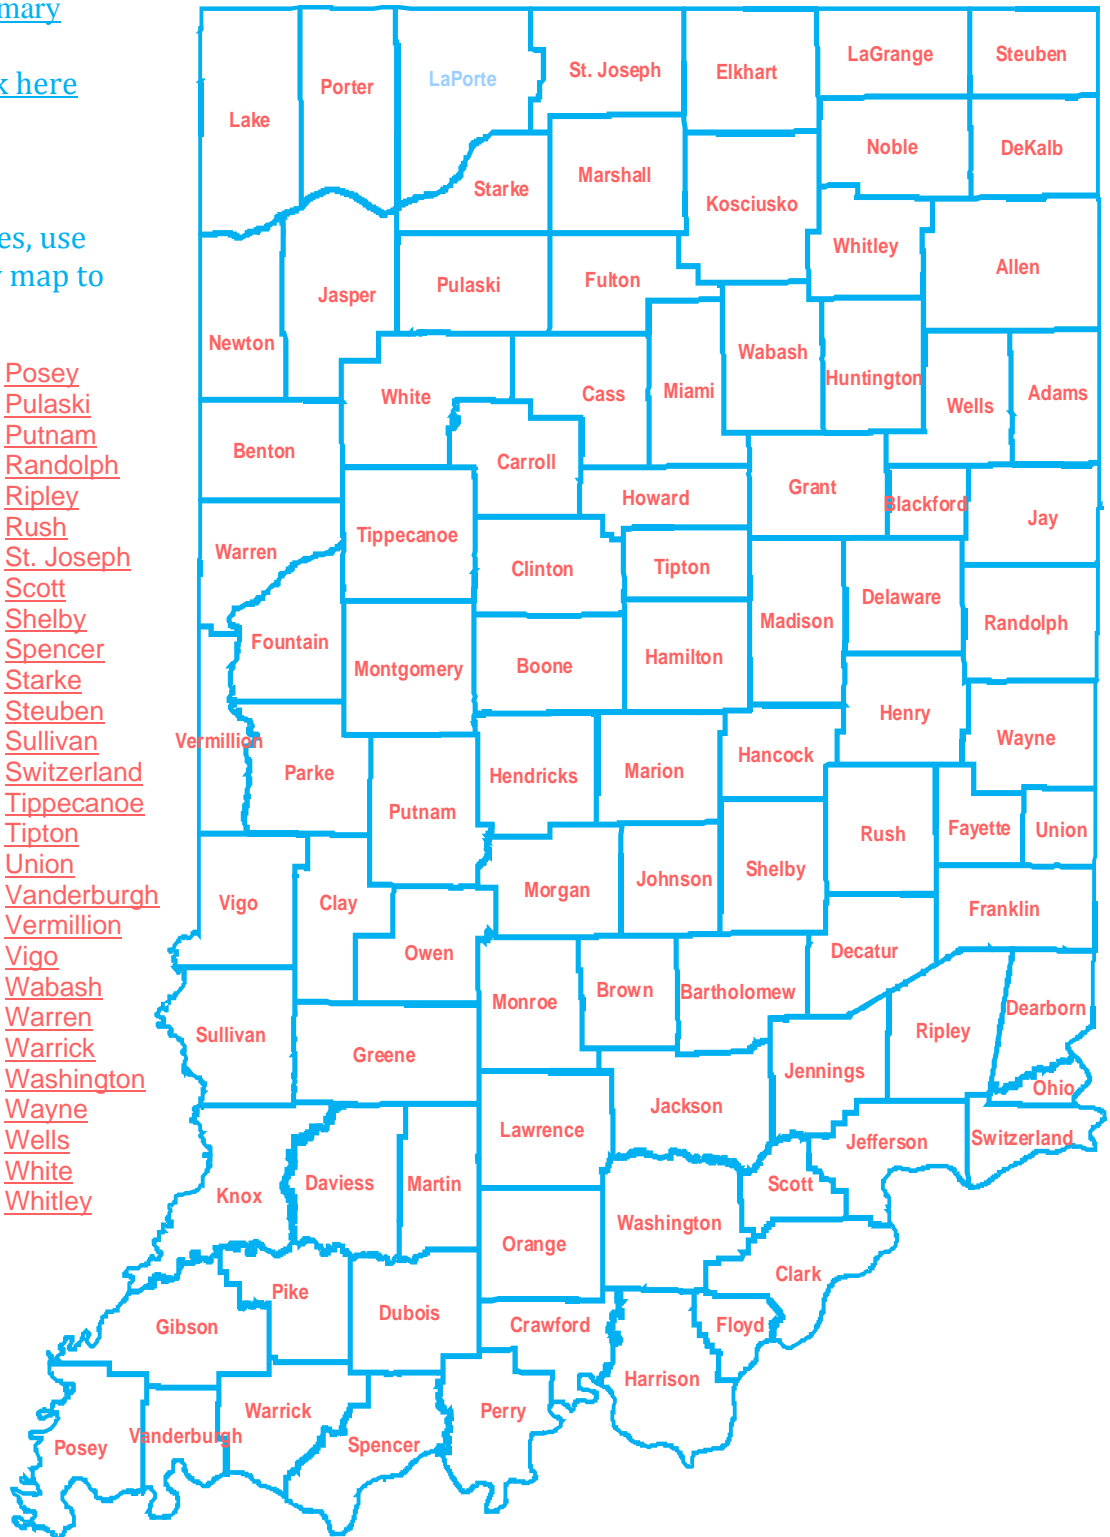 mary
k here
es, use
map to
Posey
Pulaski
Putnam
Randolph
Ripley
Rush
St. Joseph
Scott
Shelby
Spencer
Starke
Steuben
Sullivan
Switzerland
Tippecanoe
Tipton
Union
Vanderburgh
Vermillion
Vigo
Wabash
Warren
Warrick
Washington
Wayne
Wells
White
Whitley
LaGrange
Steuben
St. Joseph
Elkhart
LaPorte
Porter
Lake
Noble
DeKalb
Marshall
Starke
Kosciusko
Whitley
Allen
Fulton
Pulaski
Jasper
Newton
Wabash
Huntington
Miami
Cass
White
Wells
Adams
Benton
Carroll
Howard
Grant
Blackford
Jay
Tippecanoe
Warren
Clinton
Tipton
Delaware
Madison
Randolph
Fountain
Montgomery
Boone
Hamilton
Henry
Wayne
Vermillion
Parke
Hendricks
Marion
Hancock
Putnam
Rush
Fayette
Union
Shelby
Johnson
Morgan
Vigo
Clay
Franklin
Owen
Decatur
Monroe
Brown
Bartholomew
Dearborn
Ripley
Sullivan
Greene
Jennings
Ohio
Jackson
Lawrence
Jefferson
Switzerland
Knox
Daviess
Martin
Scott
Washington
Orange
Clark
Pike
Dubois
Gibson
Crawford
Floyd
Harrison
Warrick
Perry
Vanderburgh
Spencer
Posey